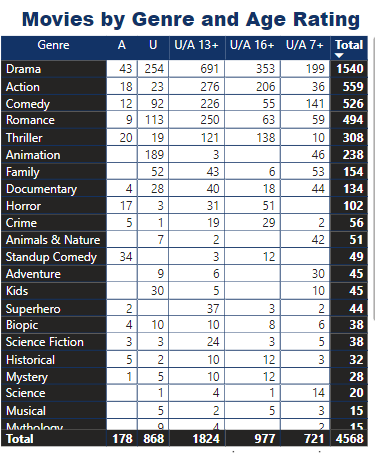 Movies by Genre and Age Rating
Genre A U U/A 13+ U/A 16+ U/A 7+ Total
Drama 43 254 691 353 199 1540
Action 18 23 276 206 36 559
Comedy 12 92 226 55 141 526
Romance 9 113 250 63 59 494
Thriller 20 19 121 138 10 308
Animation 189 3 46 238
Family 52 43 6 53 154
Documentary 4 28 40 18 44 134
Horror 17 3 31 51 102
Crime 5 1 19 29 2 56
Animals & Nature 7 2 42 51
Standup Comedy 34 3 12 49
Adventure 9 6 30 45
Kids 30 5 10 45
Superhero 2 37 3 2 44
Biopic 4 10 10 8 6 38
Science Fiction 3 3 24 3 5 38
Historical 5 2 10 12 3 32
Mystery 1 5 10 12 28
Science 1 4 1 14 20
Musical 5 2 5 3 15
Mythology 9 4 2 15
Total 178 868 1824 977 721 4568